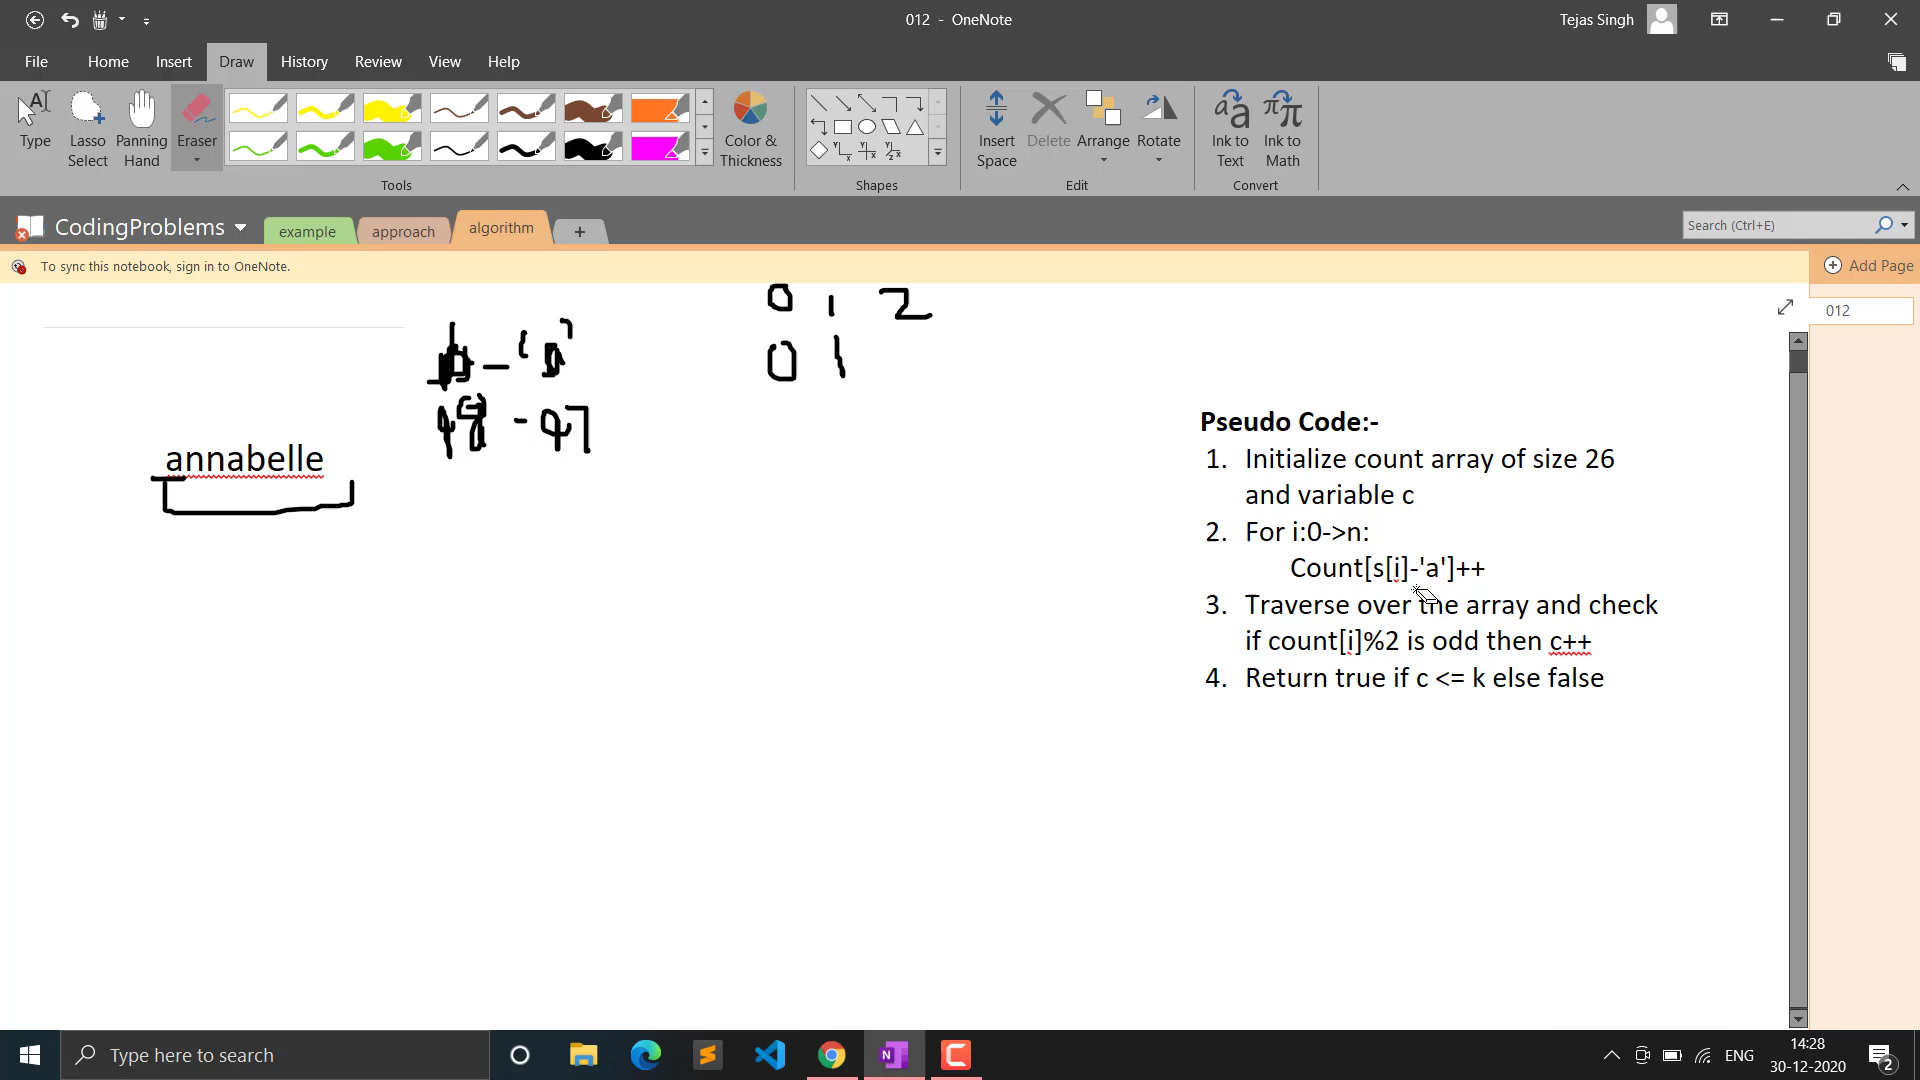 012 - OneNote
Tejas Singh
File Home Insert Draw History Review View Help
Type
Lasso Select
Panning Hand
Eraser
Color & Thickness
Insert Space
Delete
Arrange
Rotate
Ink to Text
Ink to Math
Tools
Shapes
Edit
Convert
CodingProblems
example
approach
algorithm
Search (Ctrl+E)
To sync this notebook, sign in to OneNote.
Add Page
012
0 1 2
0 1
- 97
annabelle
Pseudo Code:-
1. Initialize count array of size 26
and variable c
2. For i:0->n:
Count[s[i]-'a']++
3. Traverse over the array and check
if count[i]%2 is odd then c++
4. Return true if c <= k else false
Type here to search
ENG
14:28
30-12-2020
2